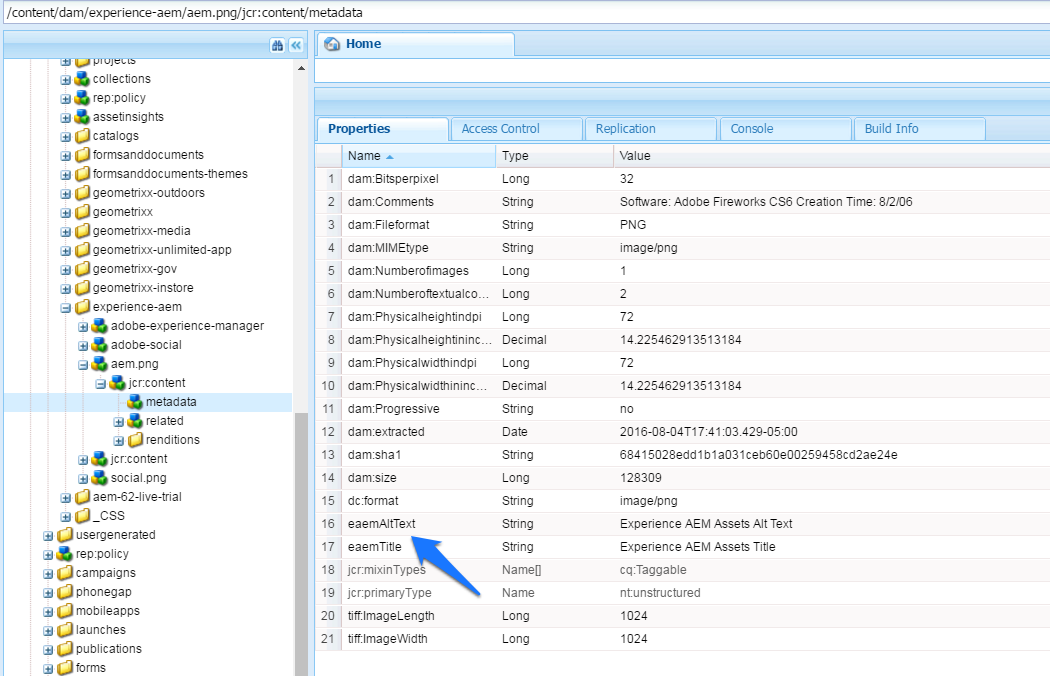 /content/dam/experience-aem/aem.png/jcr:content/metadata
projects
collections
rep:policy
assetinsights
catalogs
formsanddocuments
formsanddocuments-themes
geometrixx-outdoors
geometrixx
geometrixx-media
geometrixx-unlimited-app
geometrixx-gov
geometrixx-instore
experience-aem
adobe-experience-manager
adobe-social
aem.png
jcr:content
metadata
related
renditions
jcr:content
social.png
aem-62-live-trial
_CSS
usergenerated
rep:policy
campaigns
phonegap
mobileapps
launches
publications
forms
Home
Properties Access Control Replication Console Build Info
Name Type Value
1 dam:Bitsperpixel Long 32
2 dam:Comments String Software: Adobe Fireworks CS6 Creation Time: 8/2/06
3 dam:Fileformat String PNG
4 dam:MIMEtype String image/png
5 dam:Numberofimages Long 1
6 dam:Numberoftextualco... Long 2
7 dam:Physicalheightindpi Long 72
8 dam:Physicalheightininc... Decimal 14.225462913513184
9 dam:Physicalwidthindpi Long 72
10 dam:Physicalwidthininc... Decimal 14.225462913513184
11 dam:Progressive String no
12 dam:extracted Date 2016-08-04T17:41:03.429-05:00
13 dam:sha1 String 68415028edd1b1a031ceb60e00259458cd2ae24e
14 dam:size Long 128309
15 dc:format String image/png
16 eaemAltText String Experience AEM Assets Alt Text
17 eaemTitle String Experience AEM Assets Title
18 jcr:mixinTypes Name[] cq:Taggable
19 jcr:primaryType Name nt:unstructured
20 tiff:ImageLength Long 1024
21 tiff:ImageWidth Long 1024